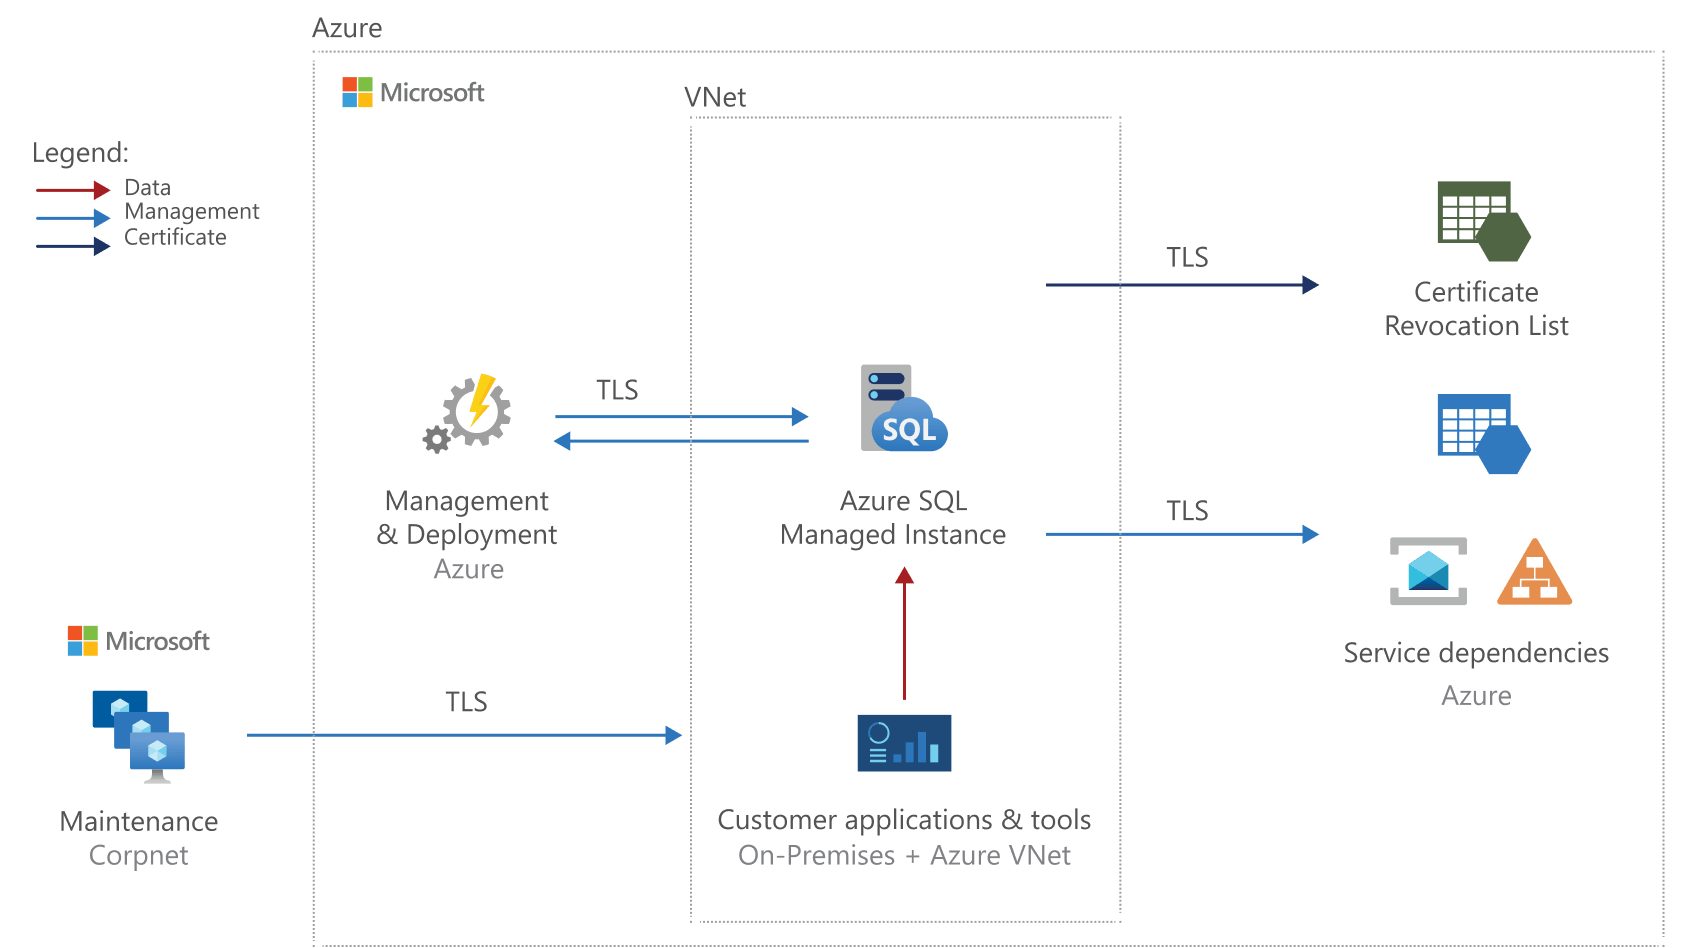 Azure
Microsoft
VNet
Legend:
Data
Management
Certificate
TLS
Certificate
Revocation List
TLS
SQL
Management
& Deployment
Azure
Azure SQL
Managed Instance
TLS
Service dependencies
Azure
Microsoft
TLS
Maintenance
Corpnet
Customer applications & tools
On-Premises + Azure VNet